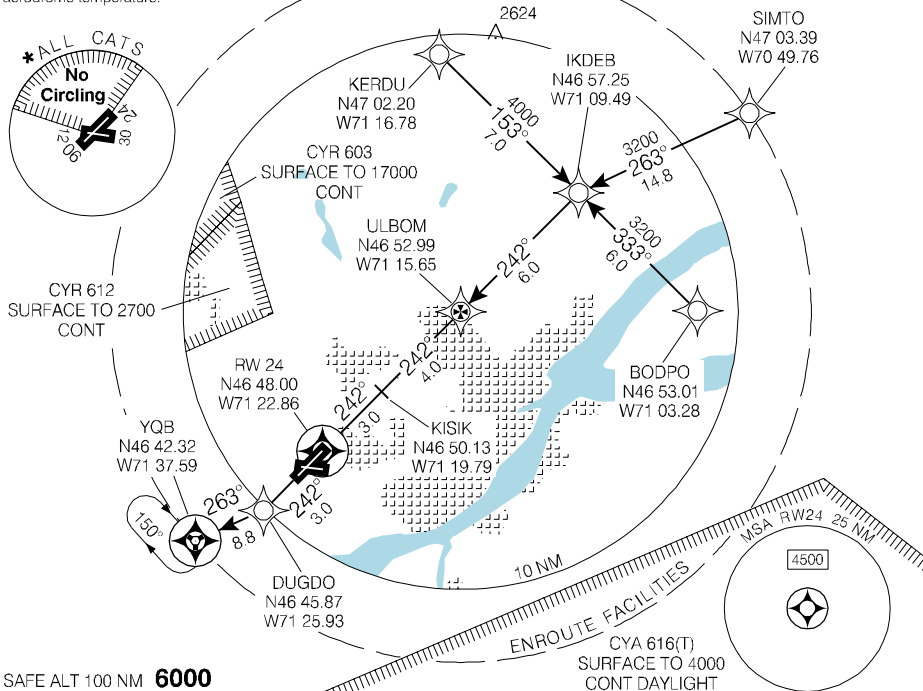 aerodrome temperature.
*ALL CATS
No
Circling
12
24
06
30
2624
SIMTO
N47 03.39
W70 49.76
IKDEB
N46 57.25
W71 09.49
KERDU
N47 02.20
W71 16.78
4000
153°
7.0
3200
263°
14.8
CYR 603
SURFACE TO 17000
CONT
ULBOM
N46 52.99
W71 15.65
242°
6.0
3200
333°
6.0
CYR 612
SURFACE TO 2700
CONT
RW 24
N46 48.00
W71 22.86
242°
4.0
BODPO
N46 53.01
W71 03.28
242°
3.0
KISIK
N46 50.13
W71 19.79
YQB
N46 42.32
W71 37.59
263°
8.8
242°
3.0
150°
DUGDO
N46 45.87
W71 25.93
10 NM
ENROUTE FACILITIES
MSA RW24 25 NM
4500
CYA 616(T)
SURFACE TO 4000
CONT DAYLIGHT
SAFE ALT 100 NM 6000